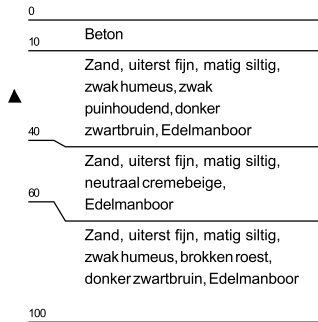 0
Beton
10
Zand, uiterst fijn, matig siltig,
zwak humeus, zwak
puinhoudend, donker
zwartbruin, Edelmanboor
40
Zand, uiterst fijn, matig siltig,
neutraal cremebeige,
Edelmanboor
60
Zand, uiterst fijn, matig siltig,
zwak humeus, brokken roest,
donker zwartbruin, Edelmanboor
100